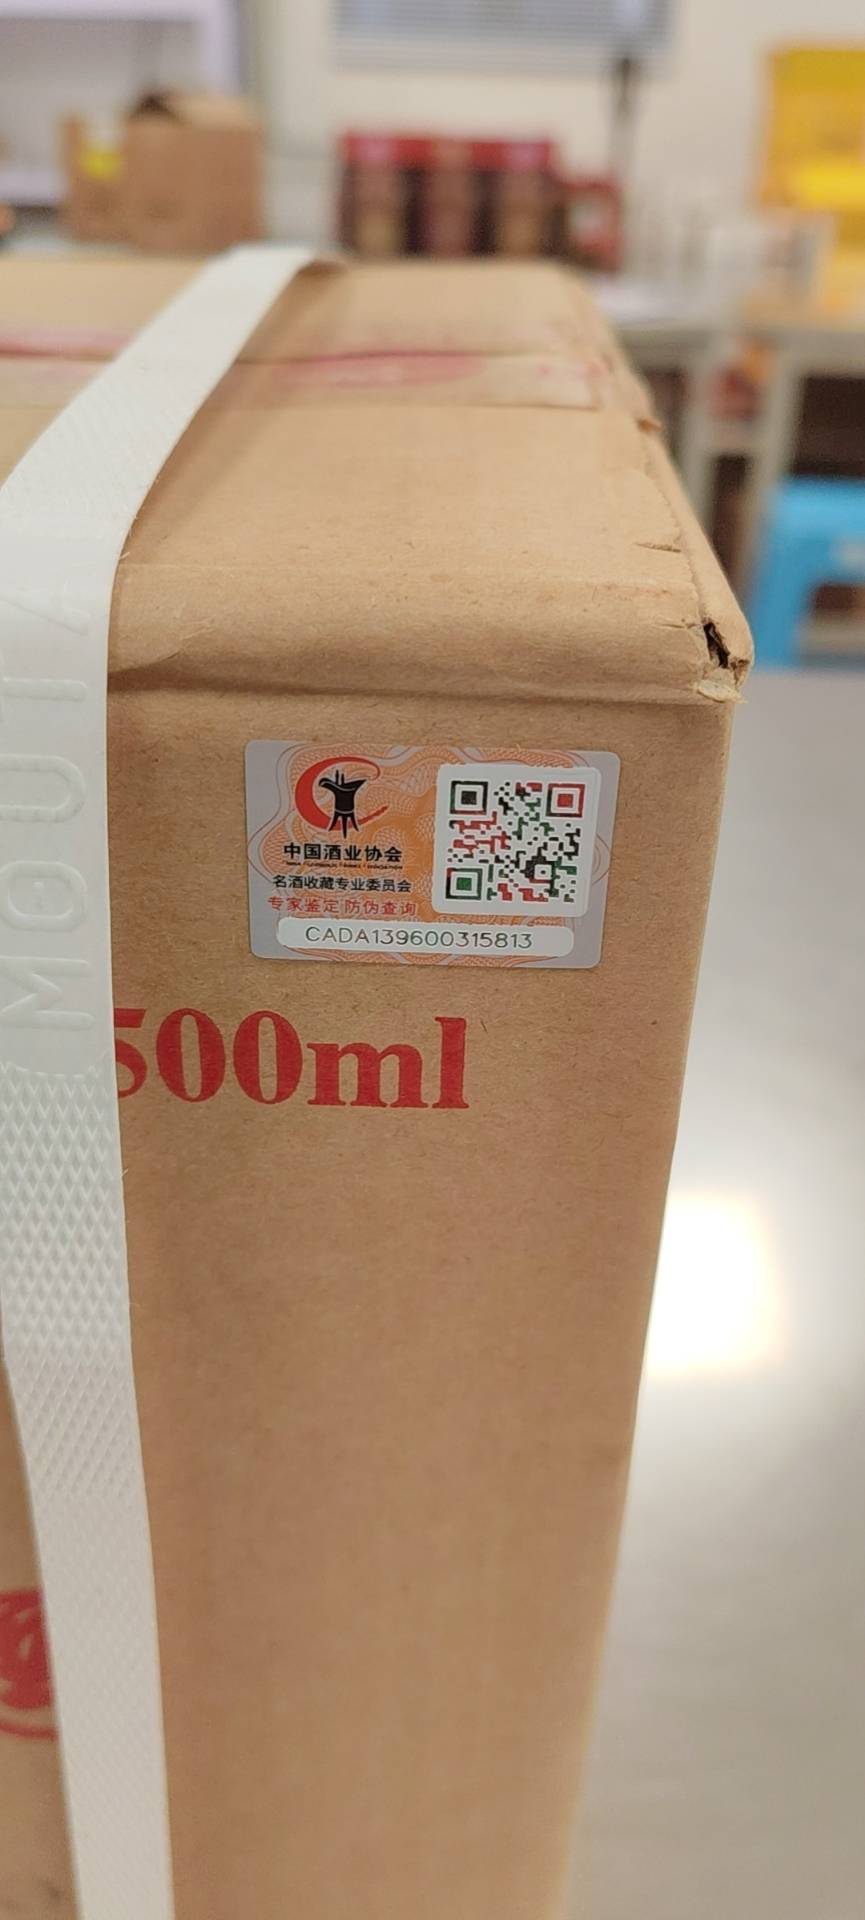 MOUTA
中国酒业协会
名酒收藏专业委员会
专家鉴定 防伪查询
CADA139600315813
500ml